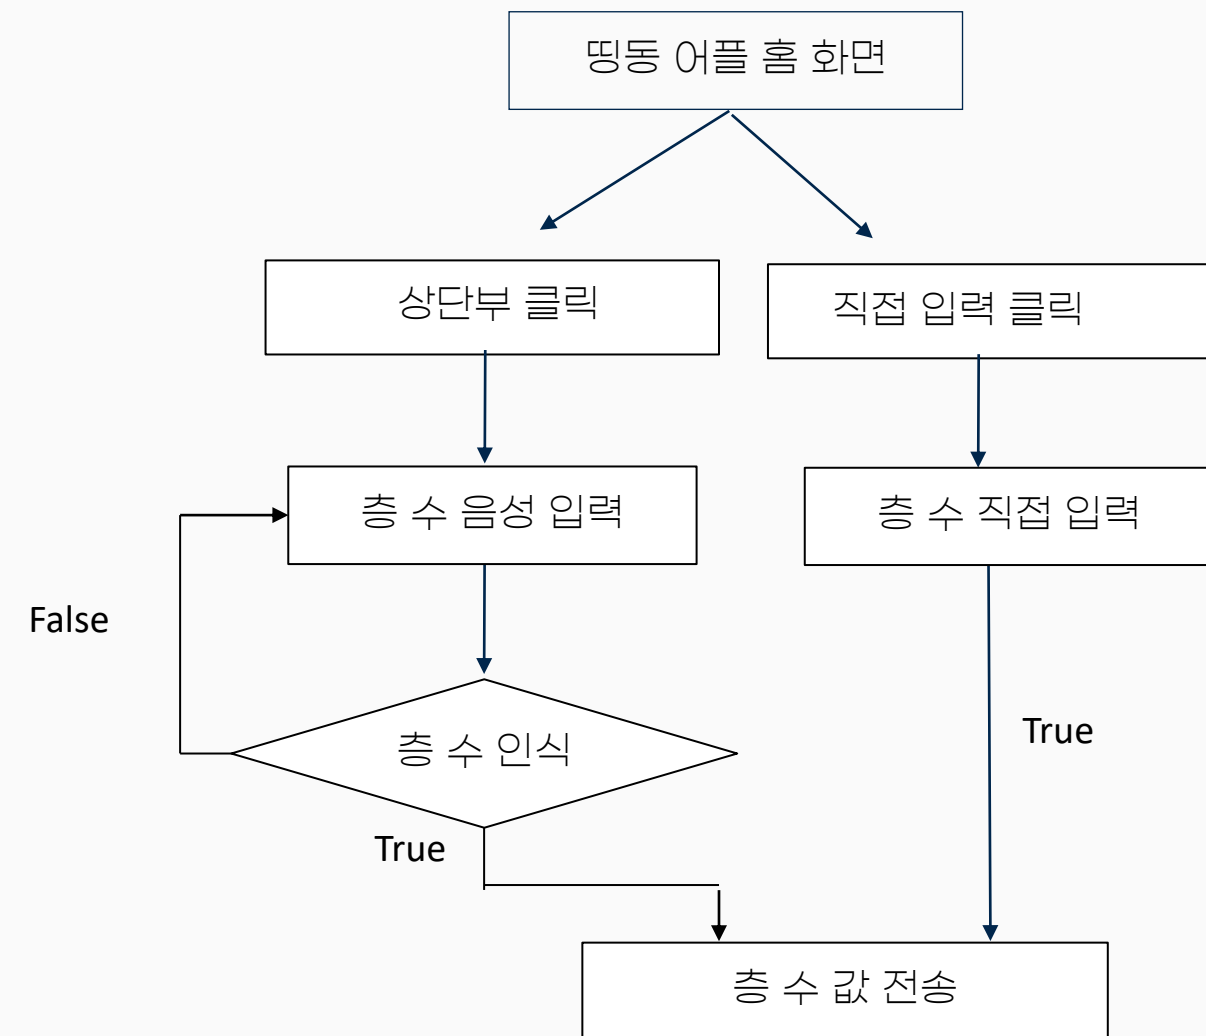 띵동 어플 홈 화면
상단부 클릭
직접 입력 클릭
층 수 음성 입력
층 수 직접 입력
False
층 수 인식
True
True
층 수 값 전송